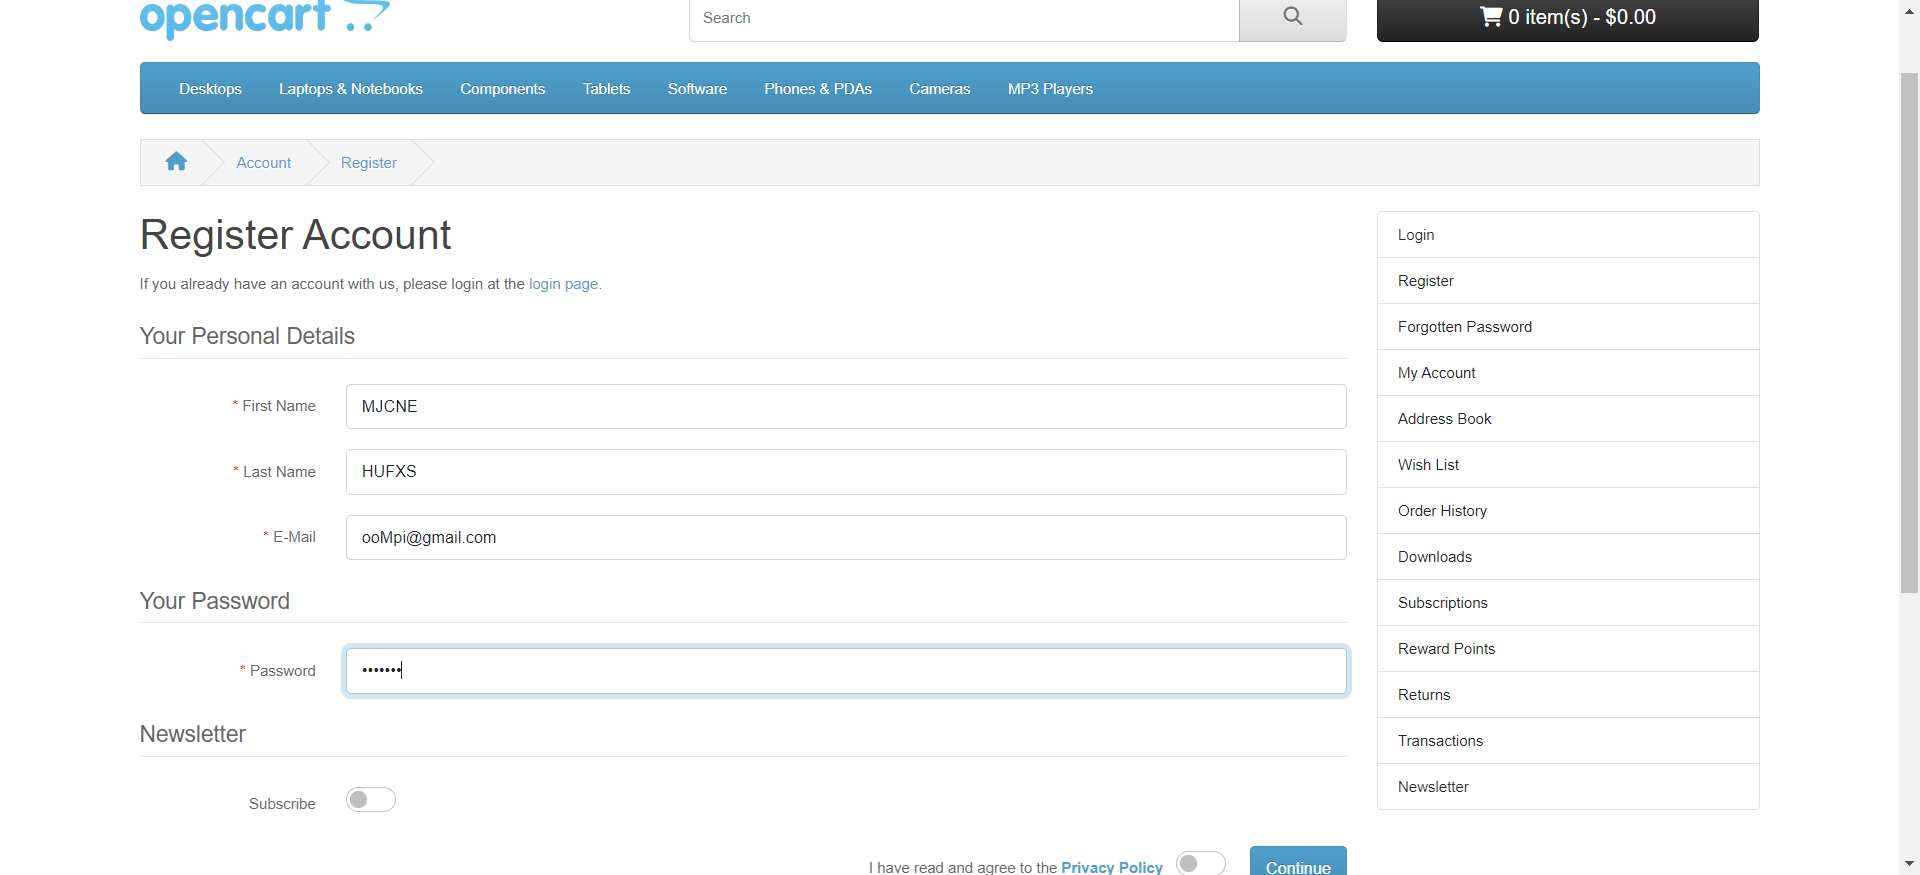 opencart
Search
0 item(s) - $0.00
Desktops Laptops & Notebooks Components Tablets Software Phones & PDAs Cameras MP3 Players
Account Register
Register Account
If you already have an account with us, please login at the login page.
Your Personal Details
* First Name MJCNE
* Last Name HUFXS
* E-Mail ooMpi@gmail.com
Your Password
* Password •••••••
Newsletter
Subscribe
I have read and agree to the Privacy Policy Continue
Login
Register
Forgotten Password
My Account
Address Book
Wish List
Order History
Downloads
Subscriptions
Reward Points
Returns
Transactions
Newsletter